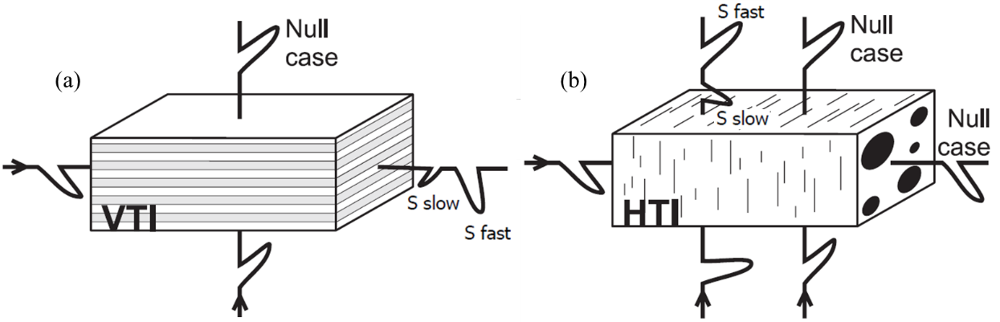 (a)
Null
case
VTI
S slow
S fast
(b)
S fast
Null
case
S slow
Null
case
HTI